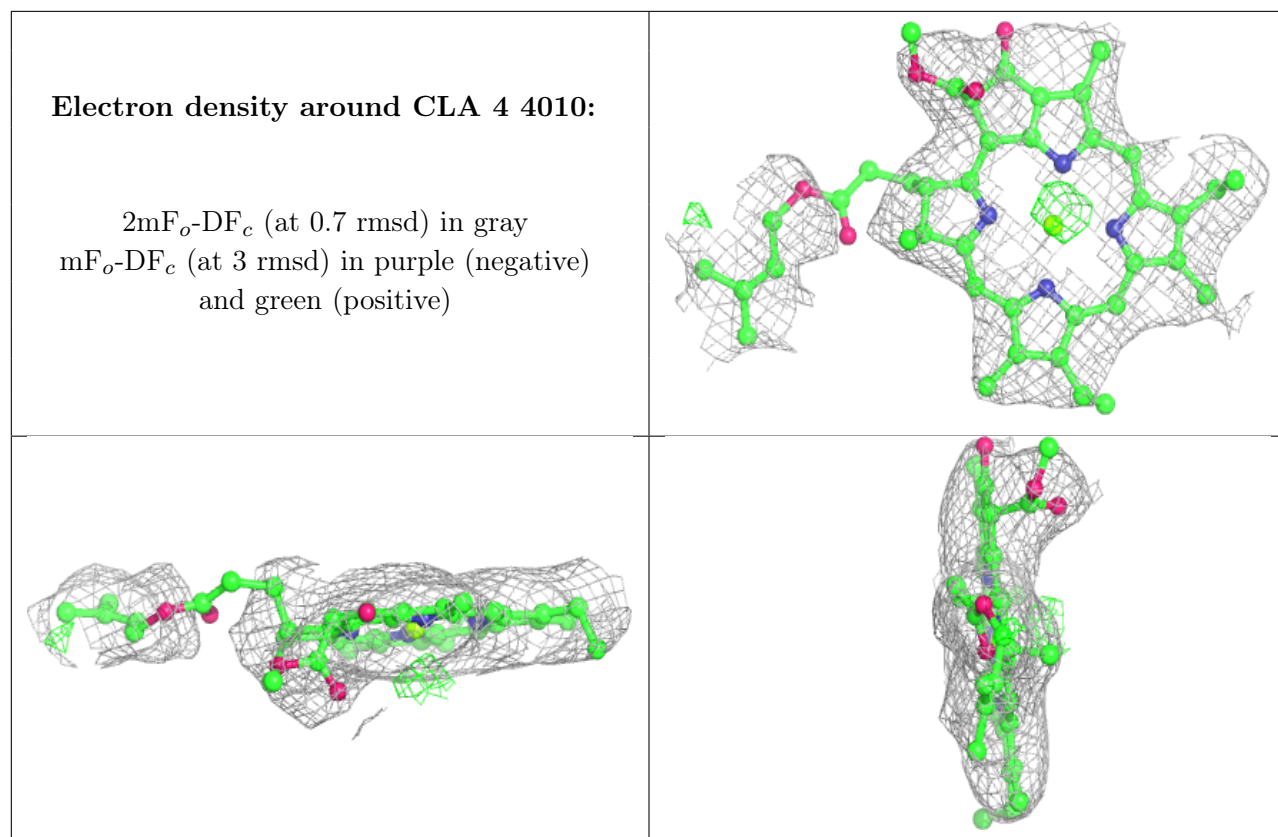 Electron density around CLA 4 4010:
2mFo-DFc (at 0.7 rmsd) in gray
mFo-DFc (at 3 rmsd) in purple (negative)
and green (positive)